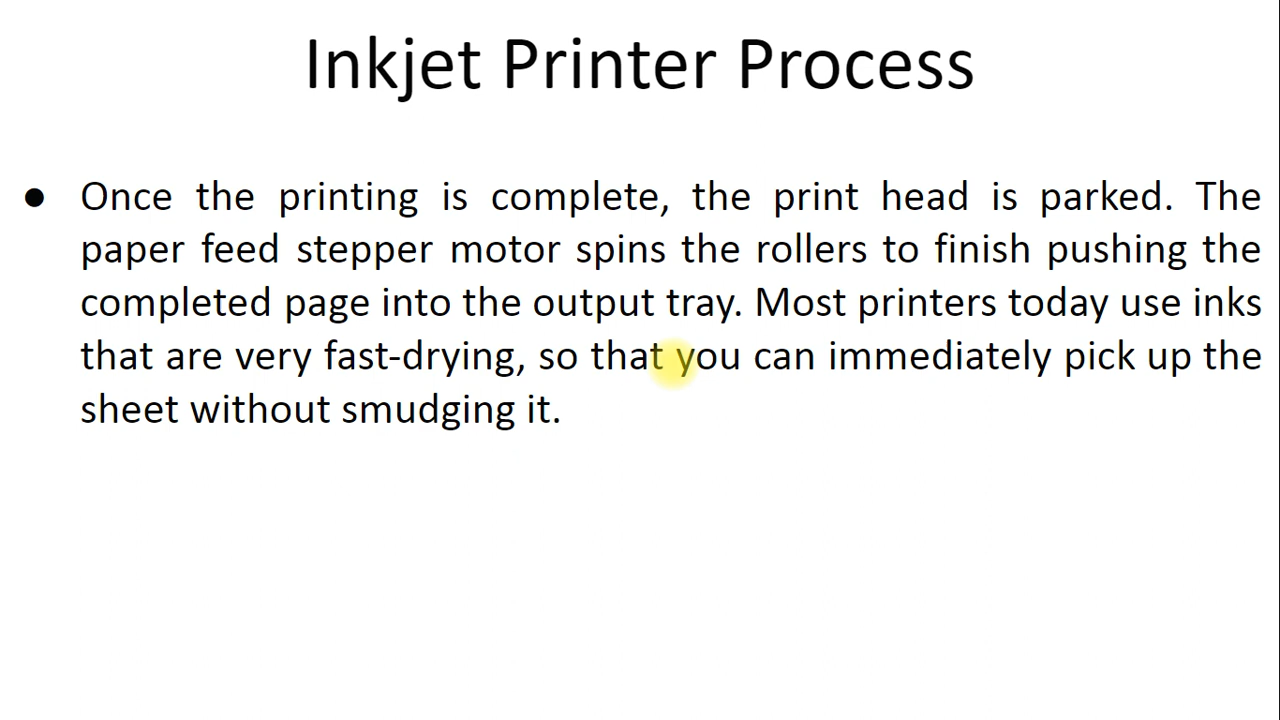 Inkjet Printer Process
● Once the printing is complete, the print head is parked. The
paper feed stepper motor spins the rollers to finish pushing the
completed page into the output tray. Most printers today use inks
that are very fast-drying, so that you can immediately pick up the
sheet without smudging it.